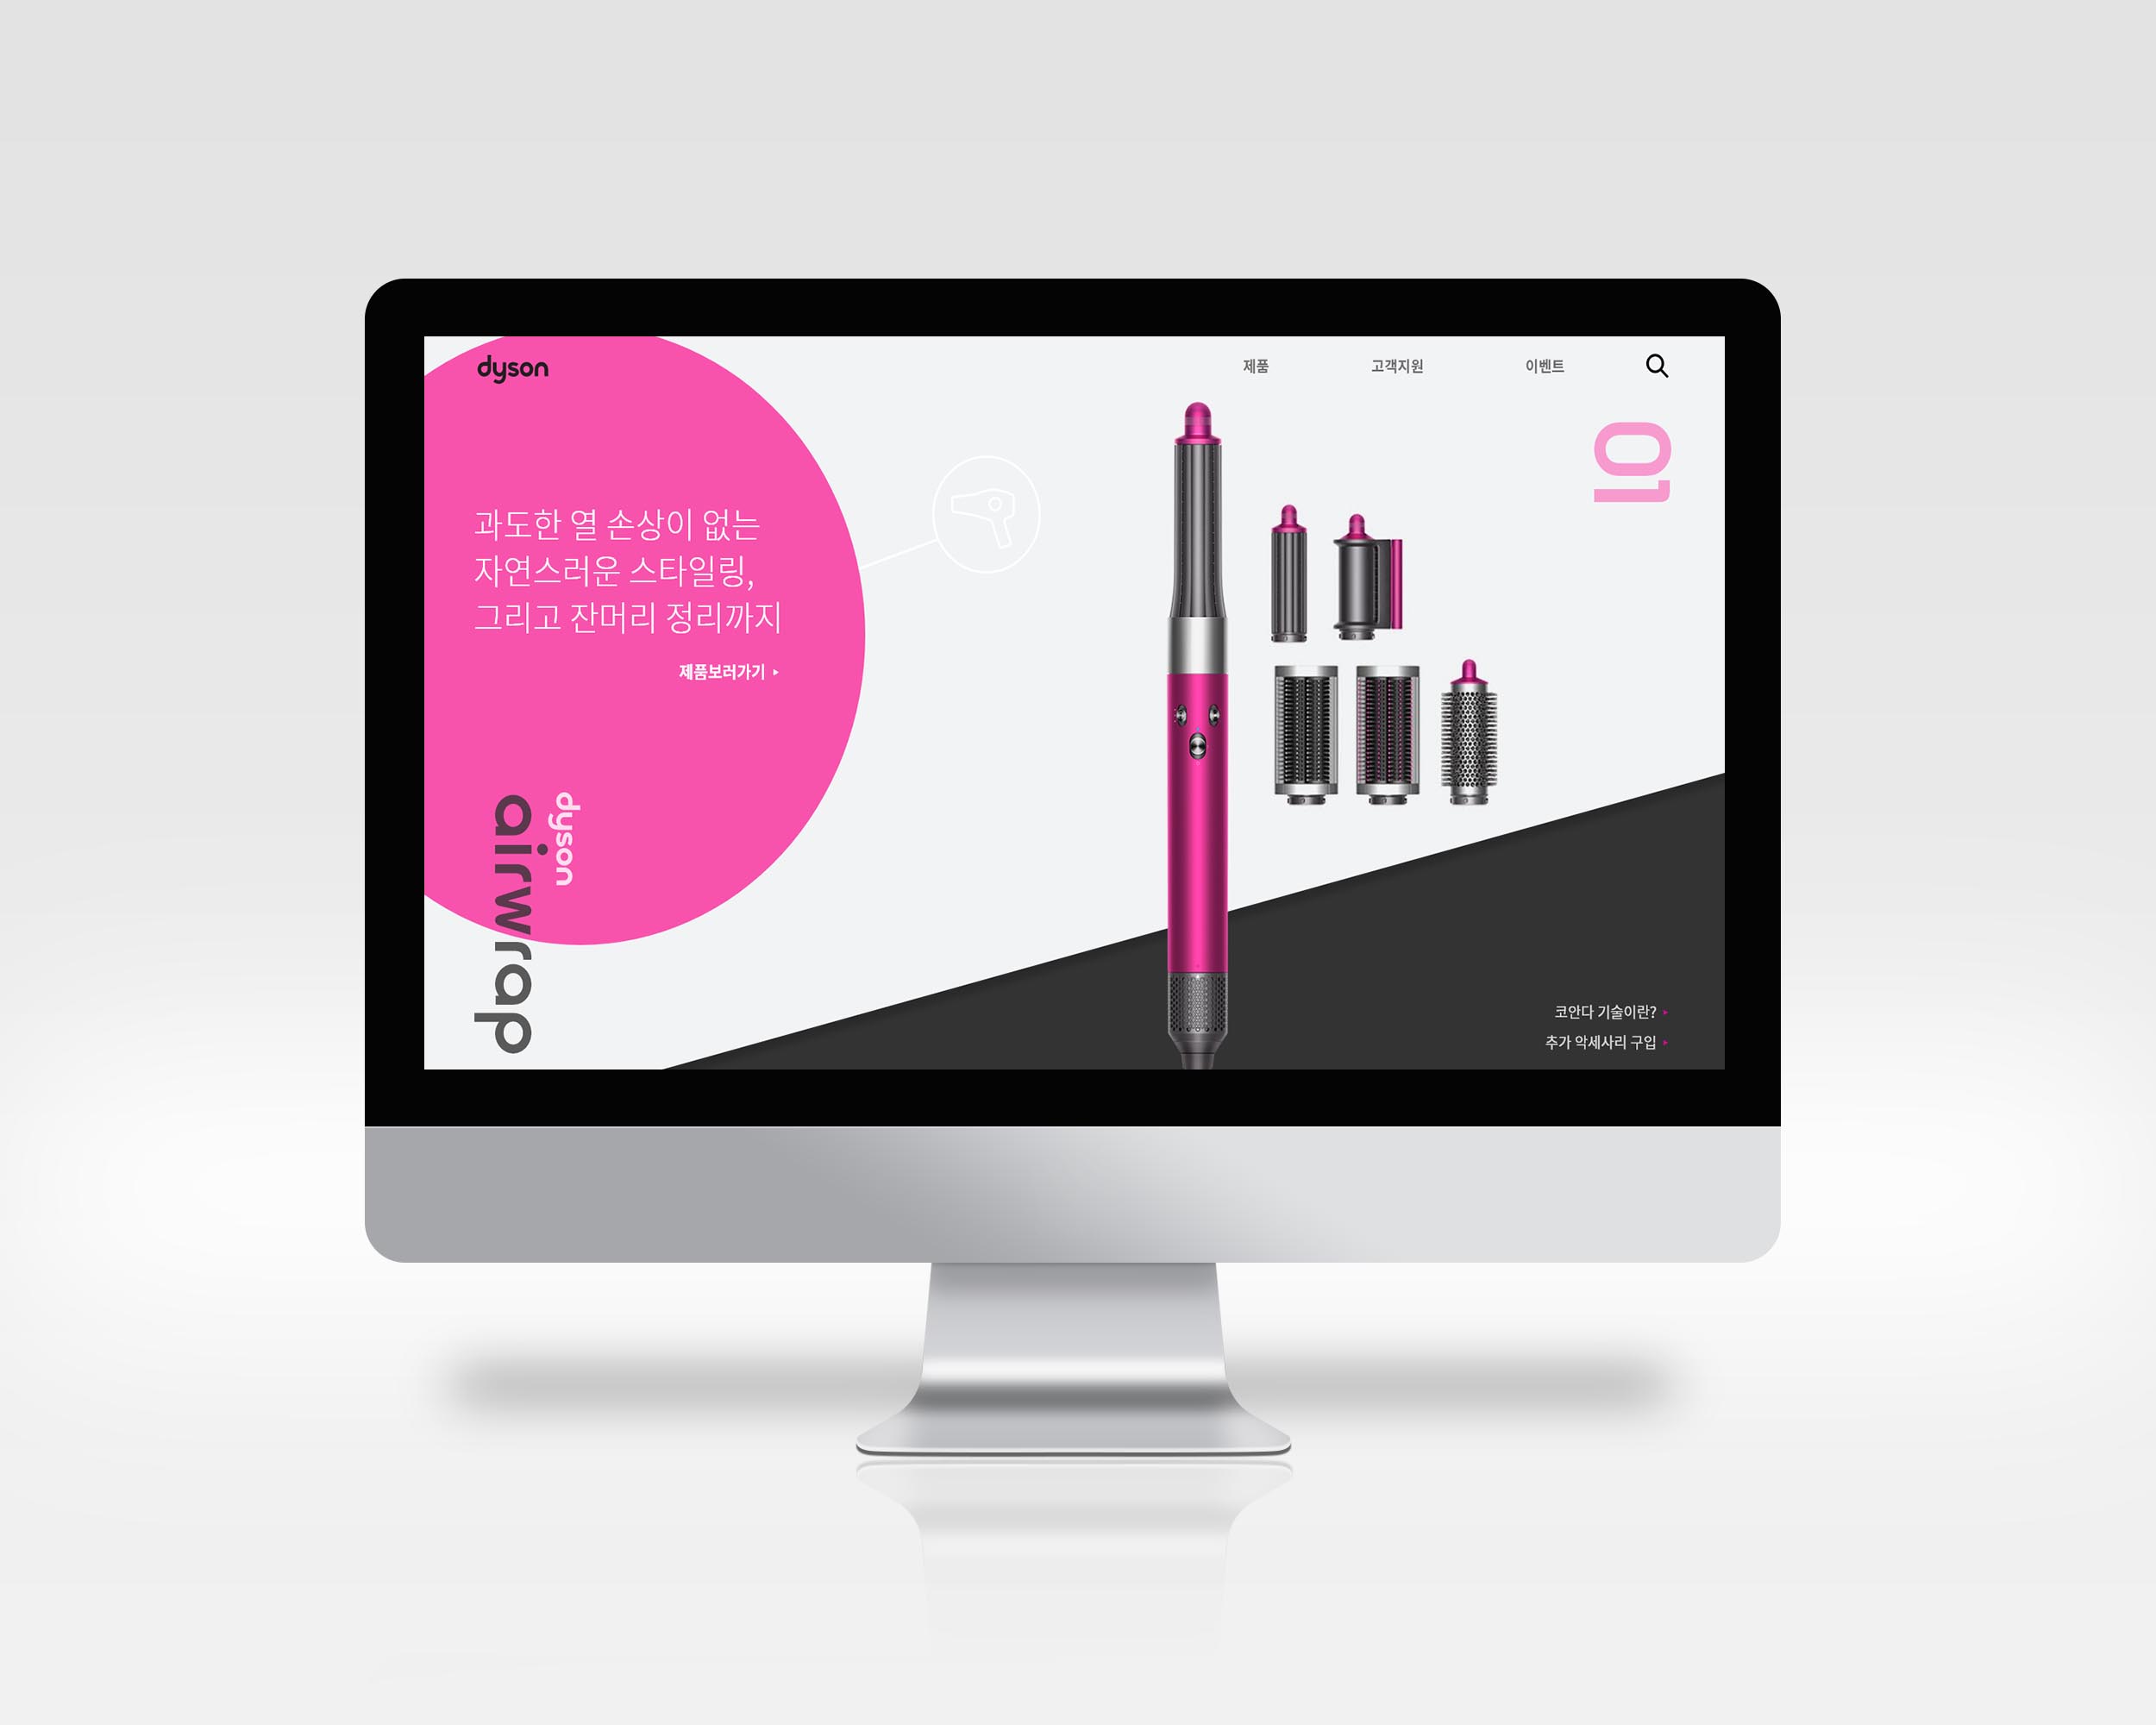 dyson
제품
고객지원
이벤트
01
과도한 열 손상이 없는
자연스러운 스타일링,
그리고 잔머리 정리까지
제품보러가기
dyson
airwrap
코안다 기술이란?
추가 악세사리 구입